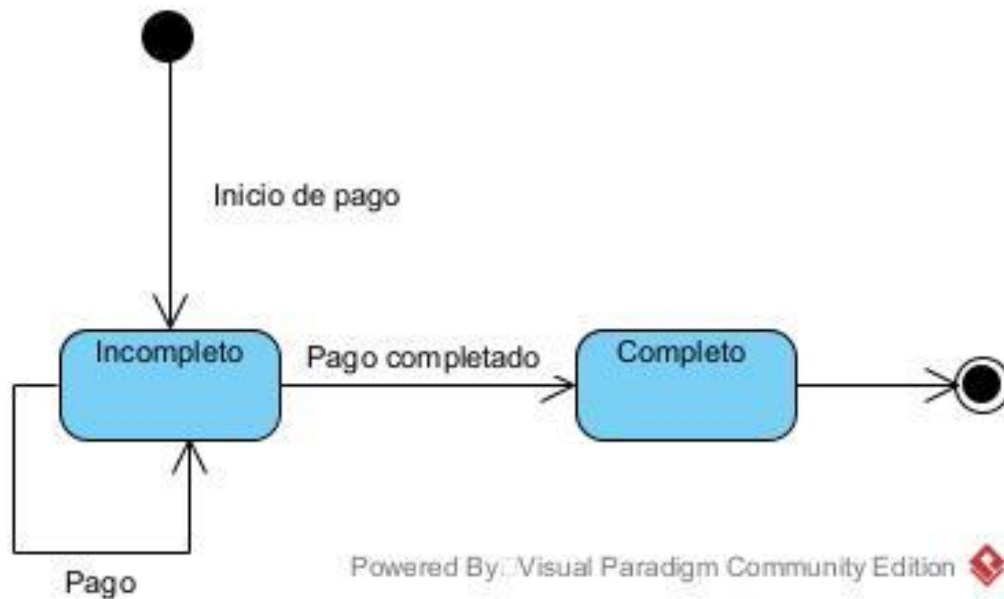 Inicio de pago
Incompleto
Pago completado
Completo
Pago
Powered By Visual Paradigm Community Edition